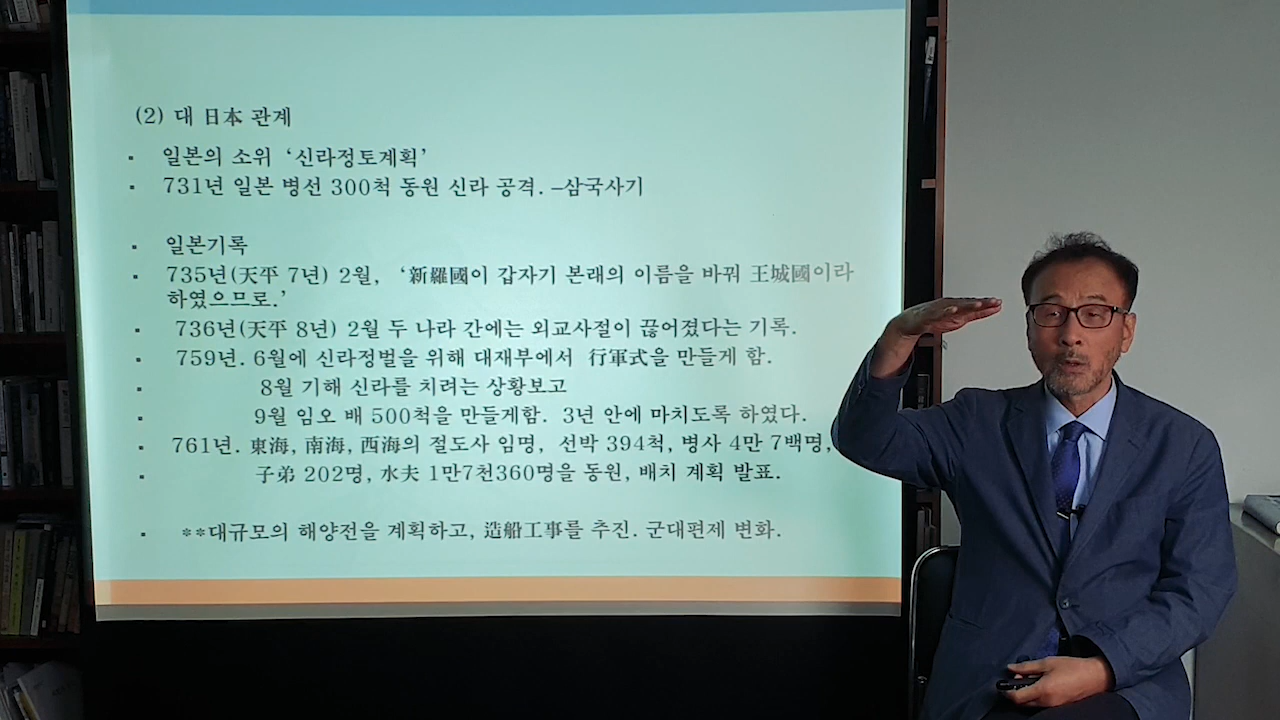 (2) 대 日本 관계
▪ 일본의 소위 ‘신라정토계획’
▪ 731년 일본 병선 300척 동원 신라 공격. –삼국사기
▪ 일본기록
▪ 735년(天平 7년) 2월, ‘新羅國이 갑자기 본래의 이름을 바꿔 王城國이라
하였으므로.’
▪ 736년(天平 8년) 2월 두 나라 간에는 외교사절이 끊어졌다는 기록.
▪ 759년. 6월에 신라정벌을 위해 대재부에서 行軍式을 만들게 함.
▪ 8월 기해 신라를 치려는 상황보고
▪ 9월 임오 배 500척을 만들게함. 3년 안에 마치도록 하였다.
▪ 761년. 東海, 南海, 西海의 절도사 임명, 선박 394척, 병사 4만 7백명,
▪ 子弟 202명, 水夫 1만7천360명을 동원, 배치 계획 발표.
▪ **대규모의 해양전을 계획하고, 造船工事를 추진. 군대편제 변화.